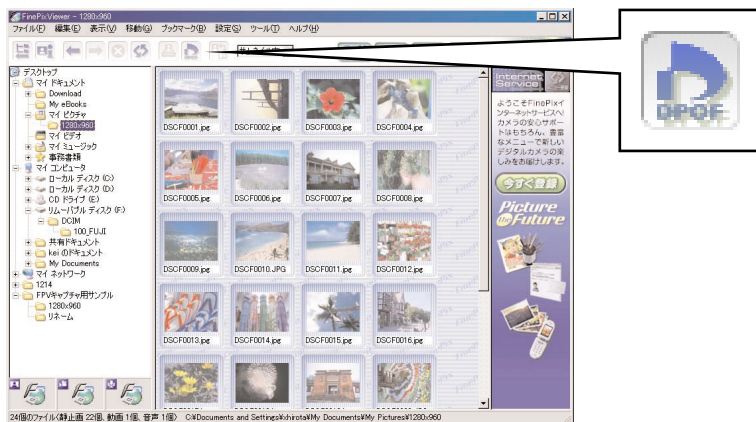 FinePixViewer - 1280x960
ファイル(F) 編集(E) 表示(V) 移動(G) ブックマーク(B) 設定(S) ツール(T) ヘルプ(H)
デスクトップ
マイ ドキュメント
Download
My eBooks
マイ ピクチャ
1280x960
マイ ビデオ
マイ ミュージック
事務書類
マイ コンピュータ
ローカル ディスク (C:)
ローカル ディスク (D:)
CD ドライブ (E:)
リムーバブル ディスク (F:)
DCIM
100_FUJI
共有ドキュメント
kei のドキュメント
My Documents
マイ ネットワーク
1214
FPVキャプチャ用サンプル
1280x960
リネーム
DSCF0001.jpg DSCF0002.jpg DSCF0003.jpg DSCF0004.jpg
DSCF0005.jpg DSCF0006.jpg DSCF0007.jpg DSCF0008.jpg
DSCF0009.jpg DSCF0010.JPG DSCF0011.jpg DSCF0012.jpg
DSCF0013.jpg DSCF0014.jpg DSCF0015.jpg DSCF0016.jpg
Internet
Service
ようこそFinePixイ
ンターネットサービスへ!
カメラの安心サポー
トはもちろん、豊富
なメニューで新しい
デジタルカメラの楽
しみをお届けします。
今すぐ登録
Picture
the Future
DPOF
24個のファイル(静止画 22個, 動画 1個, 音声 1個) C:¥Documents and Settings¥xhirota¥My Documents¥My Pictures¥1280x960